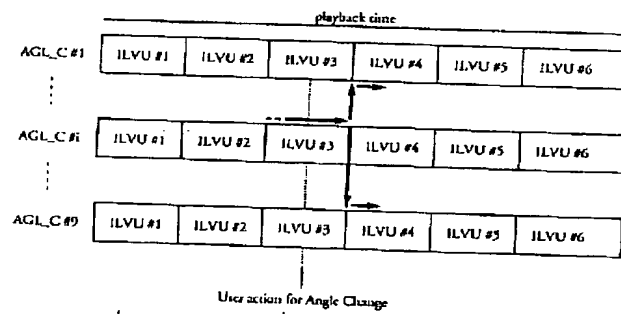 playback time
AGL_C #1 ILVU #1 ILVU #2 ILVU #3 ILVU #4 ILVU #5 ILVU #6
AGL_C #i ILVU #1 ILVU #2 ILVU #3 ILVU #4 ILVU #5 ILVU #6
AGL_C #9 ILVU #1 ILVU #2 ILVU #3 ILVU #4 ILVU #5 ILVU #6
User action for Angle Change